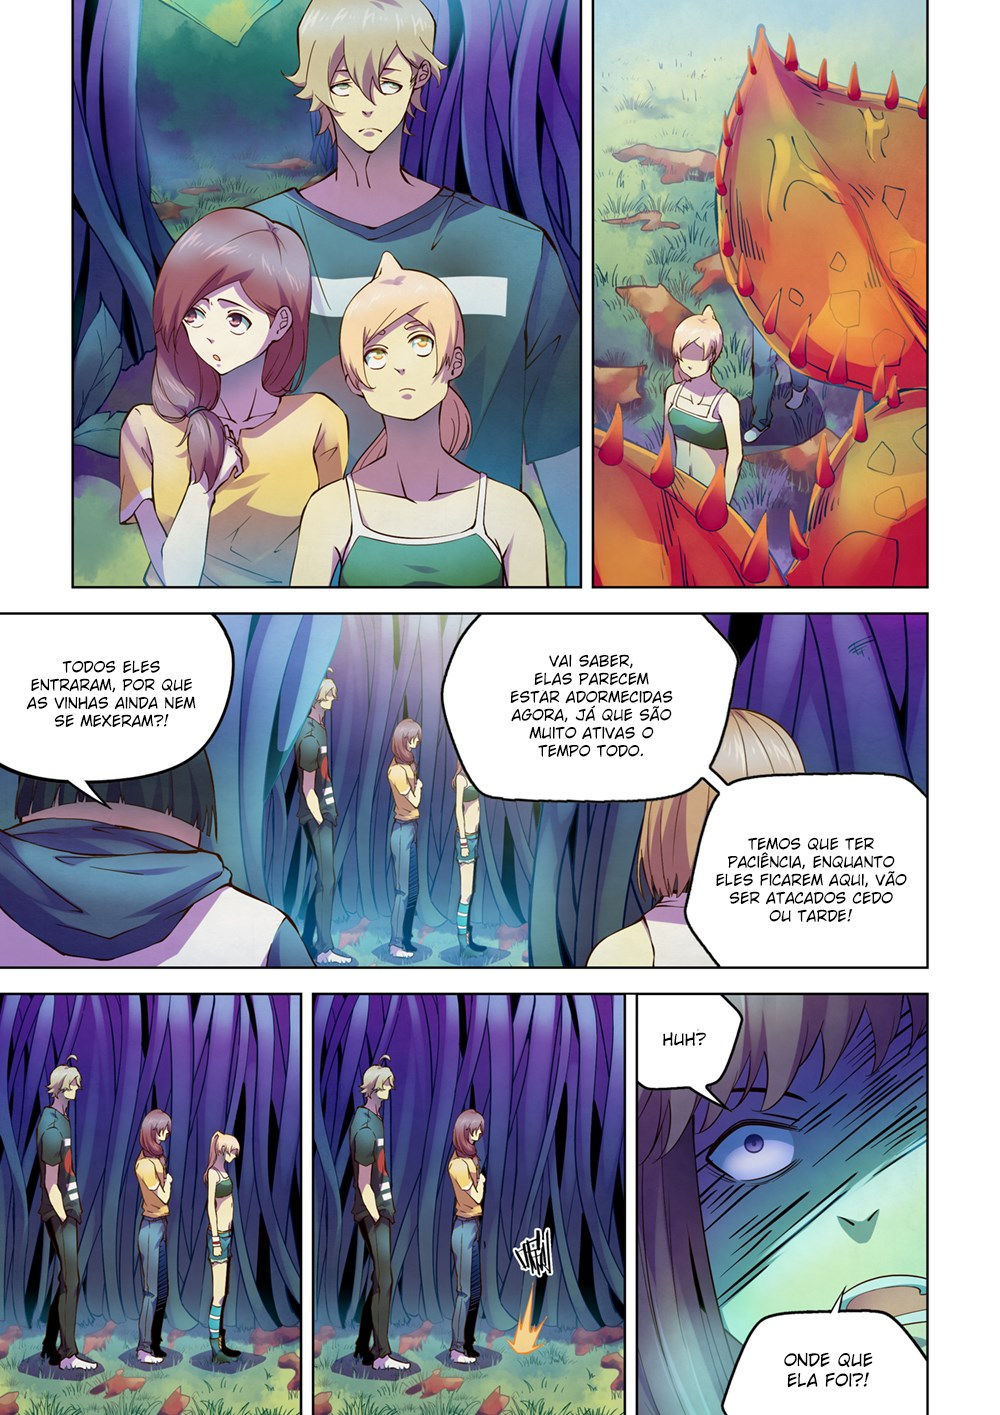 TODOS ELES
ENTRARAM, POR QUE
AS VINHAS AINDA NEM
SE MEXERAM?!
VAI SABER,
ELAS PARECEM
ESTAR ADORMECIDAS
AGORA, JÁ QUE SÃO
MUITO ATIVAS O
TEMPO TODO.
TEMOS QUE TER
PACIÊNCIA, ENQUANTO
ELES FICAREM AQUI, VÃO
SER ATACADOS CEDO
OU TARDE!
HUH?
ONDE QUE
ELA FOI?!